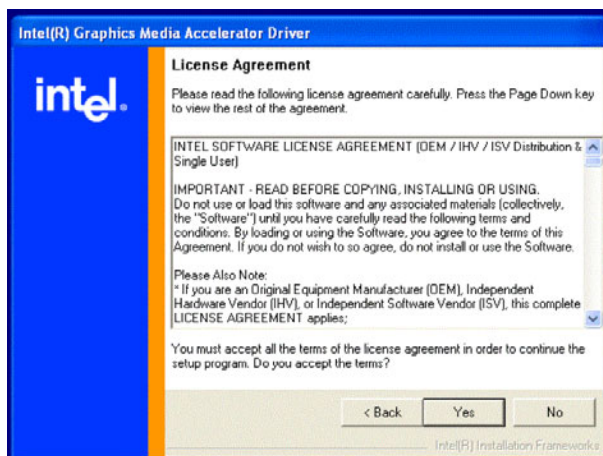 Intel(R) Graphics Media Accelerator Driver
intel.
License Agreement
Please read the following license agreement carefully. Press the Page Down key
to view the rest of the agreement.
INTEL SOFTWARE LICENSE AGREEMENT (OEM / IHV / ISV Distribution &
Single User)
IMPORTANT - READ BEFORE COPYING, INSTALLING OR USING.
Do not use or load this software and any associated materials (collectively,
the "Software") until you have carefully read the following terms and
conditions. By loading or using the Software, you agree to the terms of this
Agreement. If you do not wish to so agree, do not install or use the Software.
Please Also Note:
* If you are an Original Equipment Manufacturer (OEM), Independent
Hardware Vendor (IHV), or Independent Software Vendor (ISV), this complete
LICENSE AGREEMENT applies;
You must accept all the terms of the license agreement in order to continue the
setup program. Do you accept the terms?
< Back Yes No
Intel(R) Installation Frameworks